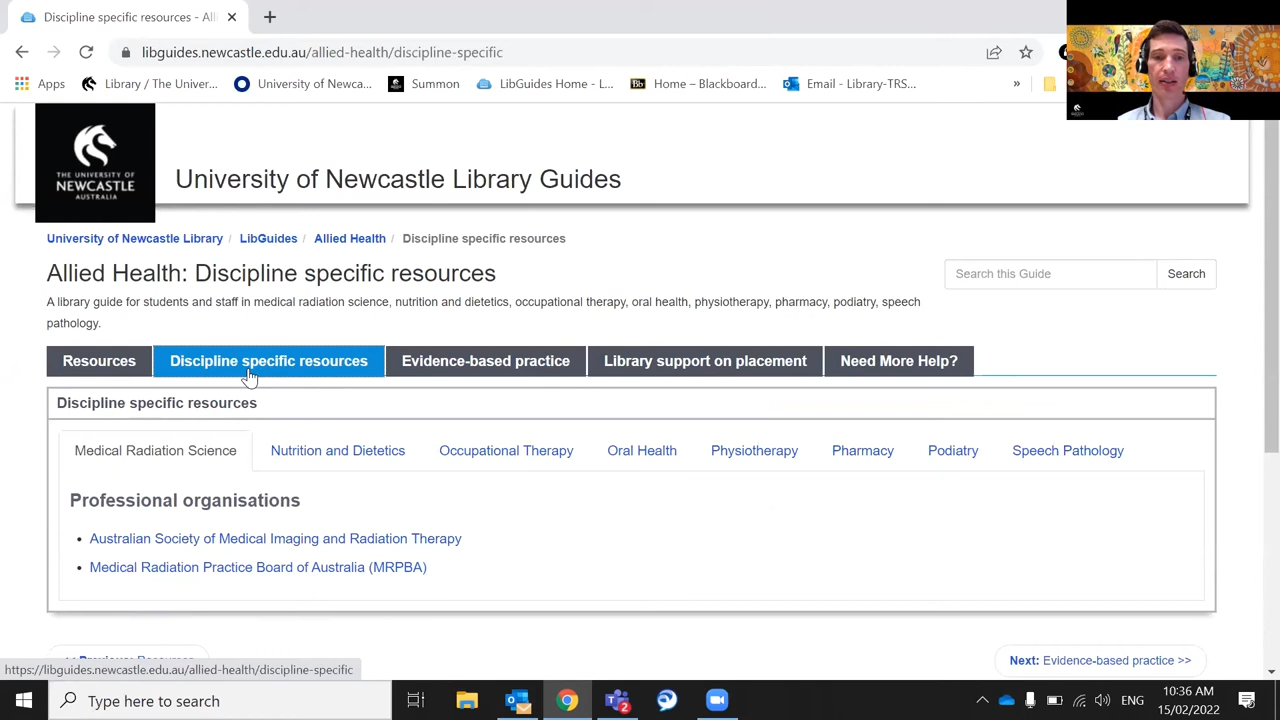 Discipline specific resources - Alli
libguides.newcastle.edu.au/allied-health/discipline-specific
Apps
Library / The Univer...
University of Newca...
Summon
LibGuides Home - L...
Bb
Home – Blackboard...
Email - Library-TRS...
»
THE UNIVERSITY OF
NEWCASTLE
AUSTRALIA
University of Newcastle Library Guides
University of Newcastle Library / LibGuides / Allied Health / Discipline specific resources
Allied Health: Discipline specific resources
Search this Guide
Search
A library guide for students and staff in medical radiation science, nutrition and dietetics, occupational therapy, oral health, physiotherapy, pharmacy, podiatry, speech
pathology.
Resources
Discipline specific resources
Evidence-based practice
Library support on placement
Need More Help?
Discipline specific resources
Medical Radiation Science
Nutrition and Dietetics
Occupational Therapy
Oral Health
Physiotherapy
Pharmacy
Podiatry
Speech Pathology
Professional organisations
• Australian Society of Medical Imaging and Radiation Therapy
• Medical Radiation Practice Board of Australia (MRPBA)
Next: Evidence-based practice >>
https://libguides.newcastle.edu.au/allied-health/discipline-specific
Type here to search
2
ENG
10:36 AM
15/02/2022